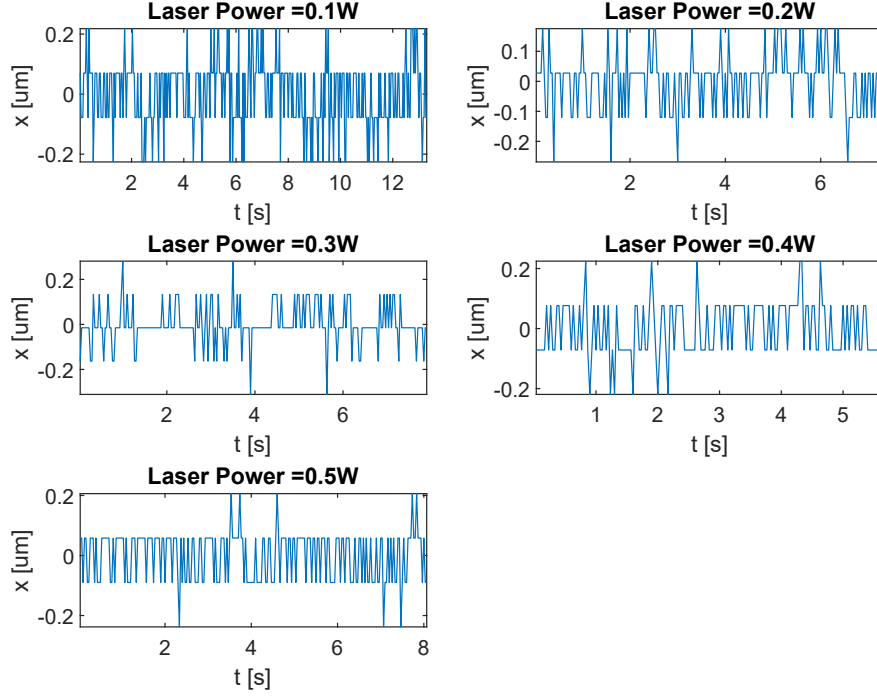 Laser Power =0.1W
0.2
0
-0.2
x [um]
2 4 6 8 10 12
t [s]
Laser Power =0.2W
0.1
0
-0.1
-0.2
x [um]
2 4 6
t [s]
Laser Power =0.3W
0.2
0
-0.2
x [um]
2 4 6
t [s]
Laser Power =0.4W
0.2
0
-0.2
x [um]
1 2 3 4 5
t [s]
Laser Power =0.5W
0.2
0
-0.2
x [um]
2 4 6 8
t [s]